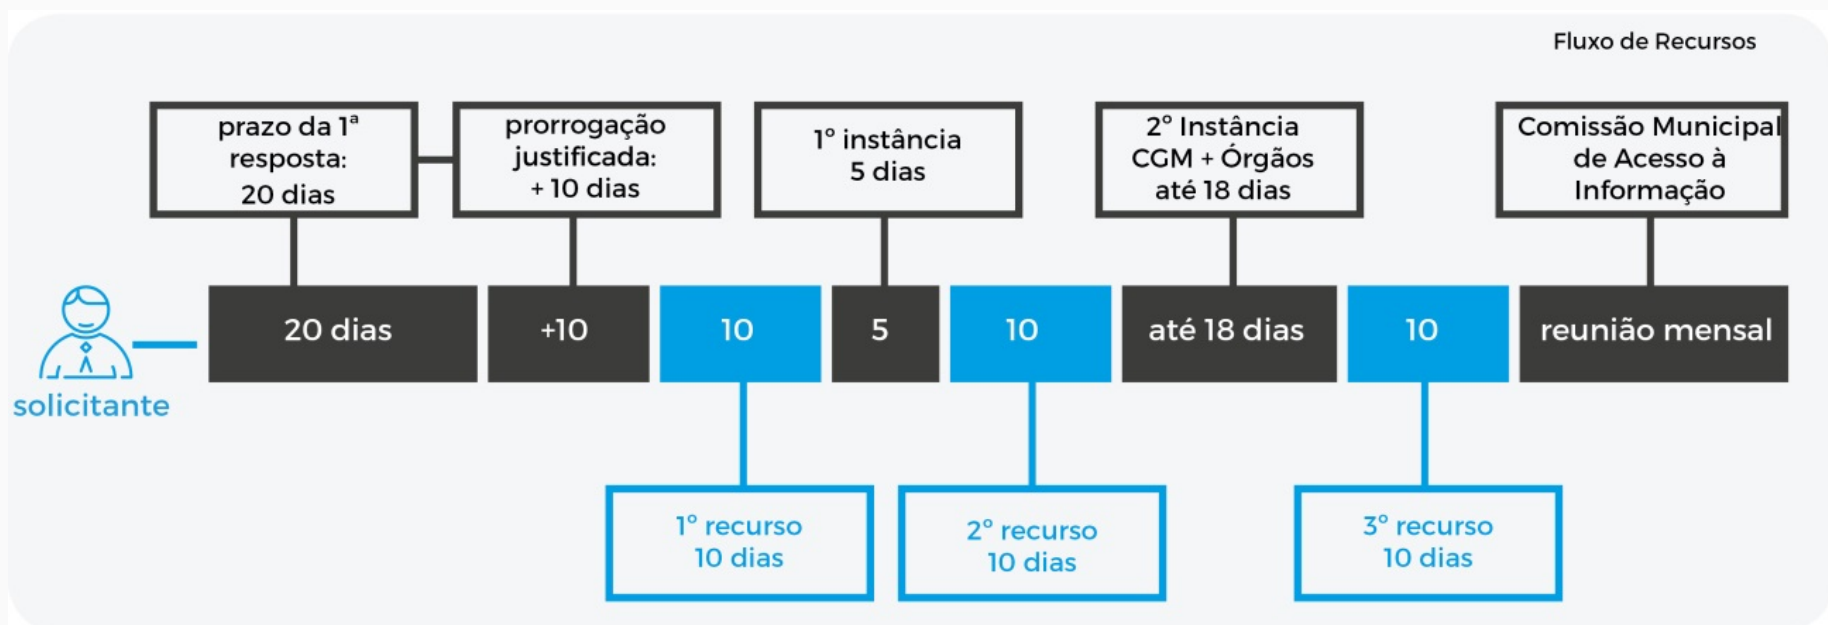 Fluxo de Recursos
prazo da 1ª
resposta:
20 dias
prorrogação
justificada:
+ 10 dias
1º instância
5 dias
2º Instância
CGM + Órgãos
até 18 dias
Comissão Municipal
de Acesso à
Informação
solicitante
20 dias
+10
10
5
10
até 18 dias
10
reunião mensal
1º recurso
10 dias
2º recurso
10 dias
3º recurso
10 dias